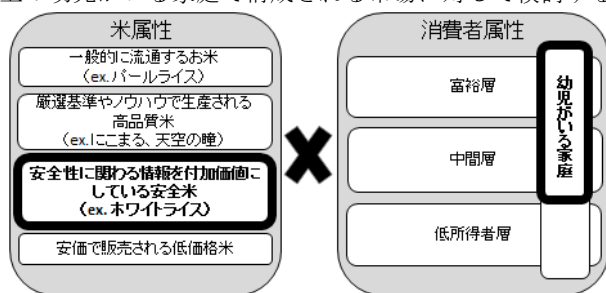 米属性
一般的に流通するお米
（ex.パールライス）
厳選基準やノウハウで生産される
高品質米
（ex.にこまる、天空の瞳）
安全性に関わる情報を付加価値に
している安全米
（ex.ホワイトライス）
安価で販売される低価格米
消費者属性
富裕層
中間層
低所得者層
幼児がいる家庭